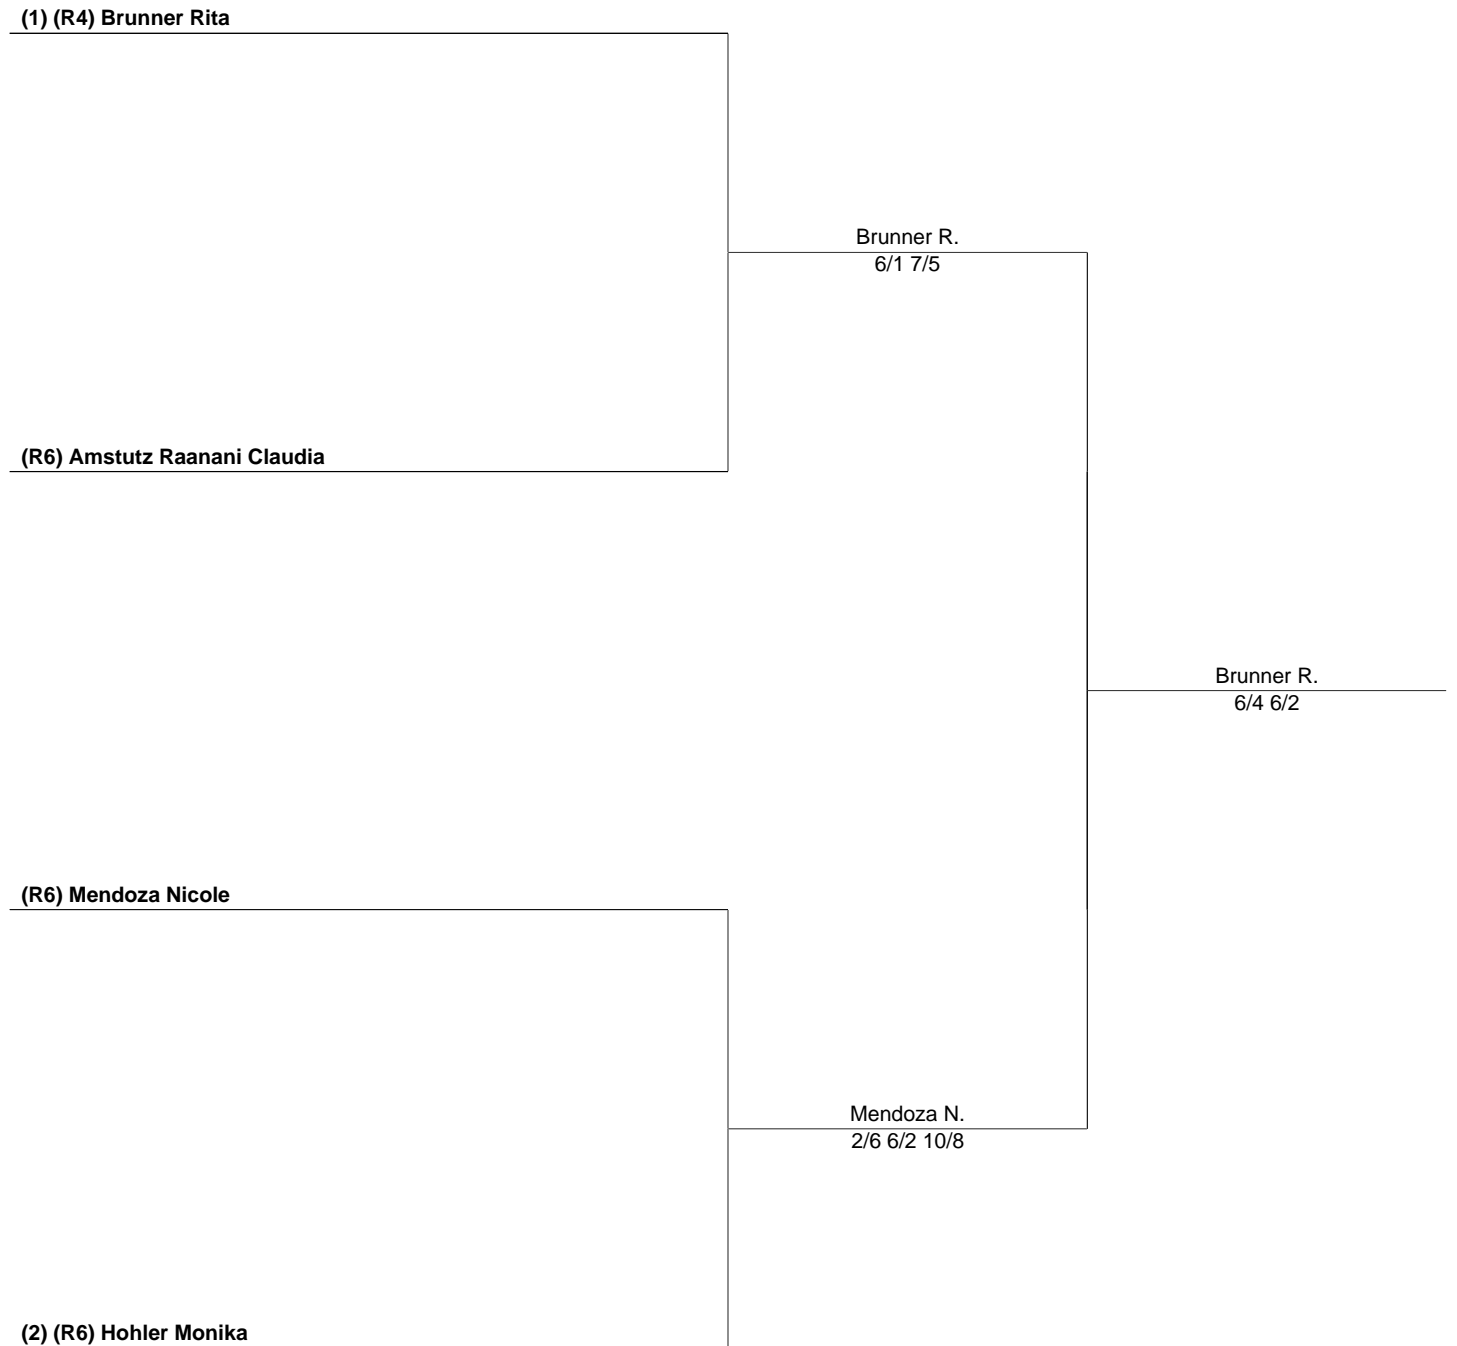 (1) (R4) Brunner Rita
Brunner R.
6/1 7/5
(R6) Amstutz Raanani Claudia
Brunner R.
6/4 6/2
(R6) Mendoza Nicole
Mendoza N.
2/6 6/2 10/8
(2) (R6) Hohler Monika